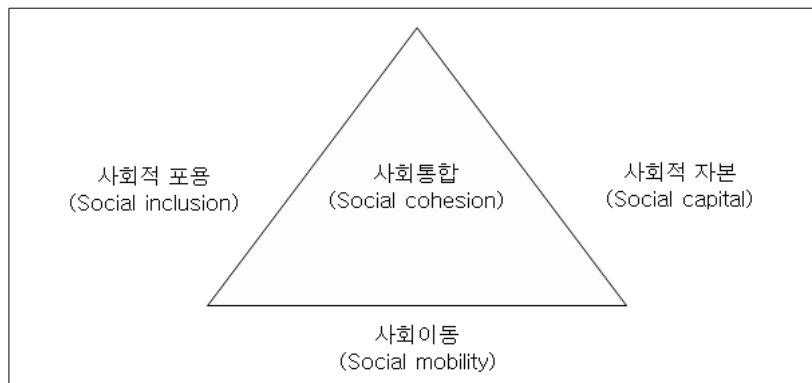 사회적 포용
(Social inclusion)
사회통합
(Social cohesion)
사회적 자본
(Social capital)
사회이동
(Social mobility)